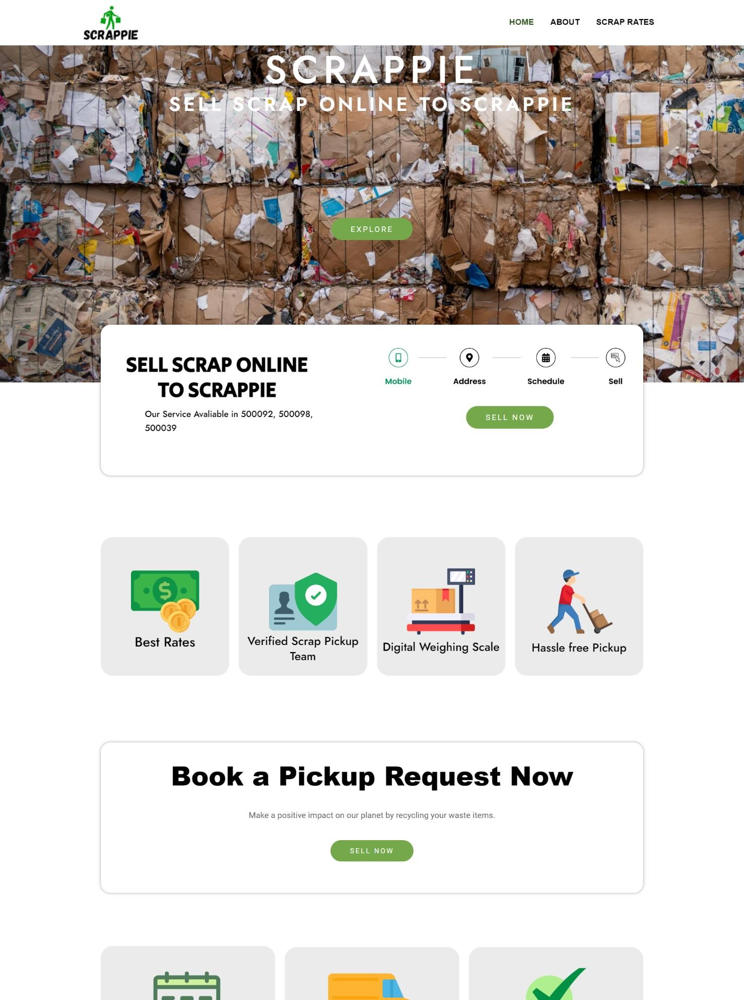 SCRAPPIE
HOME
ABOUT
SCRAP RATES
SCRAPPIE
SELL SCRAP ONLINE TO SCRAPPIE
EXPLORE
SELL SCRAP ONLINE
TO SCRAPPIE
Our Service Avaliable in 500092, 500098,
500039
Mobile
Address
Schedule
SELL
Sell
SELL NOW
Best Rates
Verified Scrap Pickup
Team
Digital Weighing Scale
Hassle free Pickup
Book a Pickup Request Now
Make a positive impact on our planet by recycling your waste items.
SELL NOW